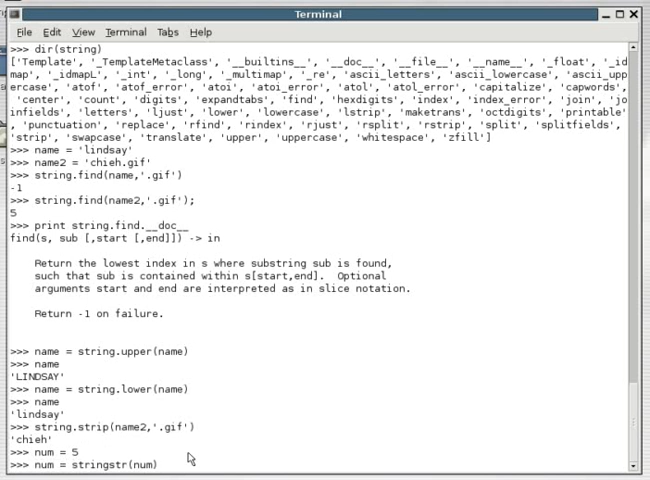 Terminal
File Edit View Terminal Tabs Help
>>> dir(string)
['Template', '_TemplateMetaclass', '__builtins__', '__doc__', '__file__', '__name__', '_float', '_id
map', '_idmapL', '_int', '_long', '_multimap', '_re', 'ascii_letters', 'ascii_lowercase', 'ascii_upp
ercase', 'atof', 'atof_error', 'atoi', 'atoi_error', 'atol', 'atol_error', 'capitalize', 'capwords',
 'center', 'count', 'digits', 'expandtabs', 'find', 'hexdigits', 'index', 'index_error', 'join', 'jo
infields', 'letters', 'ljust', 'lower', 'lowercase', 'lstrip', 'maketrans', 'octdigits', 'printable'
, 'punctuation', 'replace', 'rfind', 'rindex', 'rjust', 'rsplit', 'rstrip', 'split', 'splitfields',
'strip', 'swapcase', 'translate', 'upper', 'uppercase', 'whitespace', 'zfill']
>>> name = 'lindsay'
>>> name2 = 'chieh.gif'
>>> string.find(name,'.gif')
-1
>>> string.find(name2,'.gif');
5
>>> print string.find.__doc__
find(s, sub [,start [,end]]) -> in
Return the lowest index in s where substring sub is found,
such that sub is contained within s[start,end].  Optional
arguments start and end are interpreted as in slice notation.
Return -1 on failure.
>>> name = string.upper(name)
>>> name
'LINDSAY'
>>> name = string.lower(name)
>>> name
'lindsay'
>>> string.strip(name2,'.gif')
'chieh'
>>> num = 5
>>> num = stringstr(num)